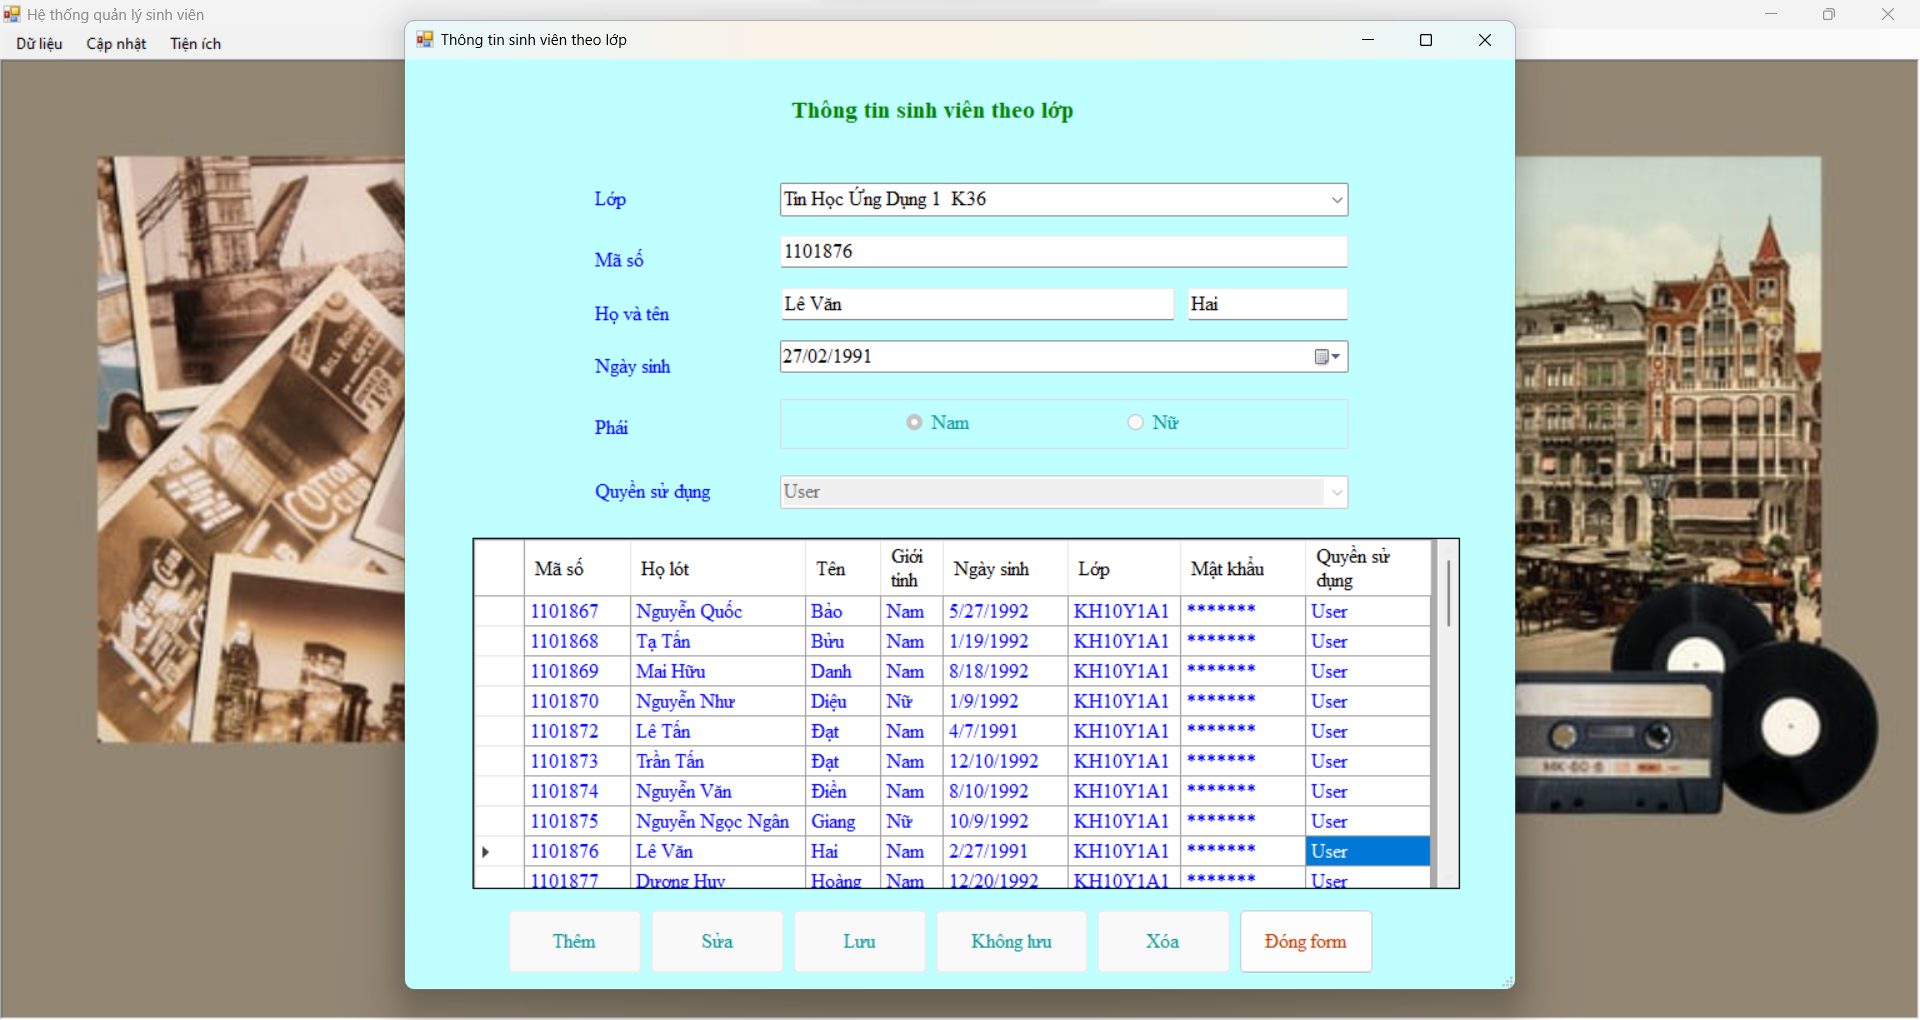 Hệ thống quản lý sinh viên
Dữ liệu Cập nhật Tiện ích
Thông tin sinh viên theo lớp
Thông tin sinh viên theo lớp
Lớp Tin Học Ứng Dụng 1 K36
Mã số 1101876
Họ và tên Lê Văn Hai
Ngày sinh 27/02/1991
Phái Nam Nữ
Quyền sử dụng User
Mã số Họ lót Tên Giới tính Ngày sinh Lớp Mật khẩu Quyền sử dụng
1101867 Nguyễn Quốc Bảo Nam 5/27/1992 KH10Y1A1 ******* User
1101868 Tạ Tấn Bửu Nam 1/19/1992 KH10Y1A1 ******* User
1101869 Mai Hữu Danh Nam 8/18/1992 KH10Y1A1 ******* User
1101870 Nguyễn Như Diệu Nữ 1/9/1992 KH10Y1A1 ******* User
1101872 Lê Tấn Đạt Nam 4/7/1991 KH10Y1A1 ******* User
1101873 Trần Tấn Đạt Nam 12/10/1992 KH10Y1A1 ******* User
1101874 Nguyễn Văn Điền Nam 8/10/1992 KH10Y1A1 ******* User
1101875 Nguyễn Ngọc Ngân Giang Nữ 10/9/1992 KH10Y1A1 ******* User
1101876 Lê Văn Hai Nam 2/27/1991 KH10Y1A1 ******* User
1101877 Dương Huy Hoàng Nam 12/20/1992 KH10Y1A1 ******* User
Thêm Sửa Lưu Không lưu Xóa Đóng form
COTTON
CLUB